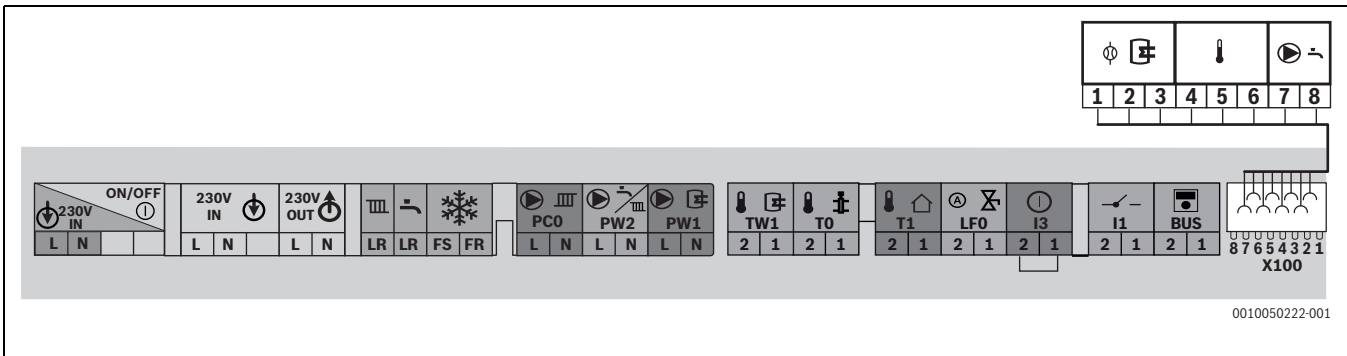 1 2 3 4 5 6 7 8
ON/OFF
230V
IN
L N
230V
IN
L N
230V
OUT
L N
LR LR FS FR
PC0
L N
PW2
L N
PW1
L N
TW1
2 1
T0
2 1
T1
2 1
A
LF0
2 1
I3
2 1
I1
2 1
BUS
2 1
8 7 6 5 4 3 2 1
X100
0010050222-001